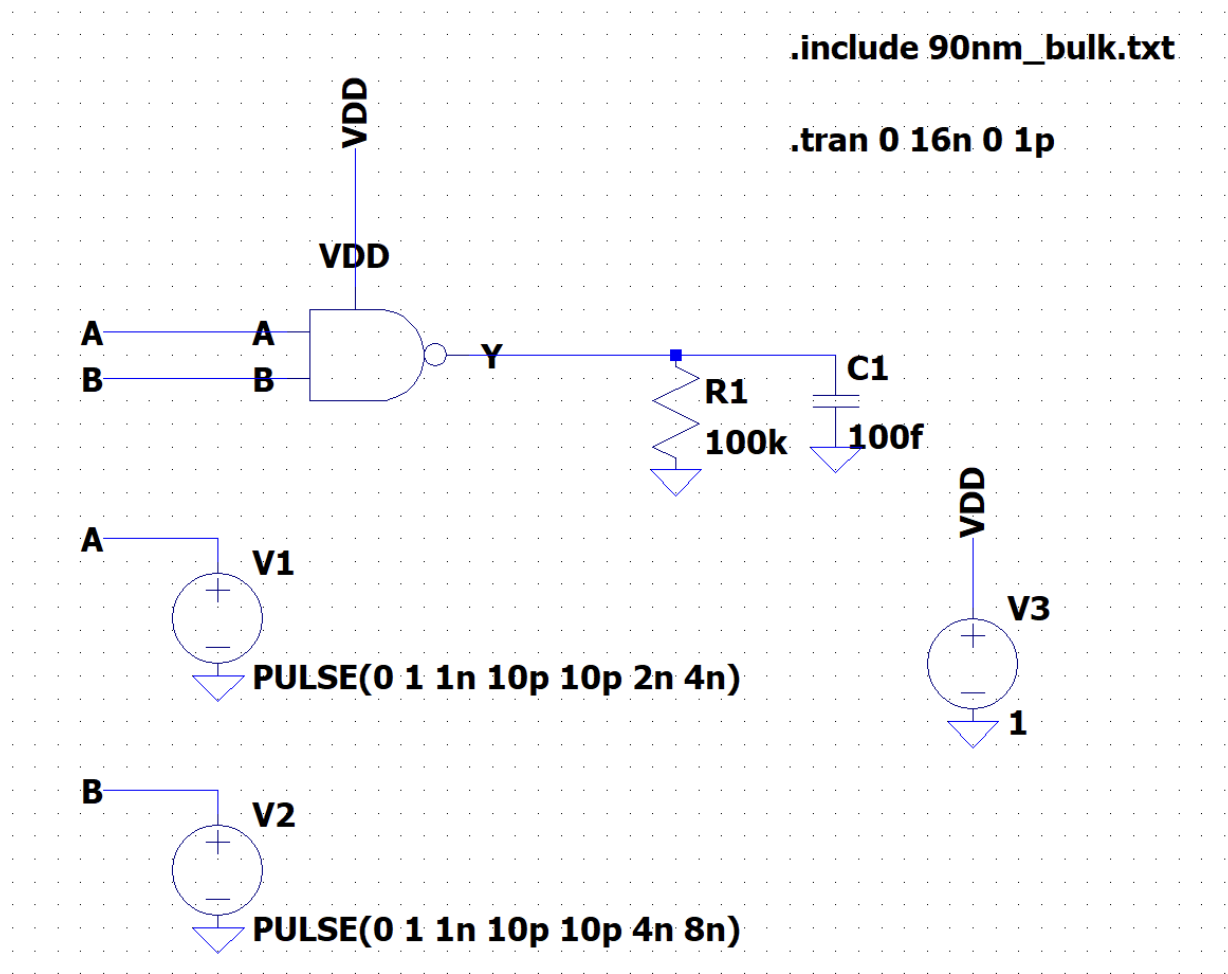 .include 90nm_bulk.txt
VDD
.tran 0 16n 0 1p
VDD
A
A
B
B
Y
R1
100k
C1
100f
VDD
A
V1
PULSE(0 1 1n 10p 10p 2n 4n)
V3
1
B
V2
PULSE(0 1 1n 10p 10p 4n 8n)